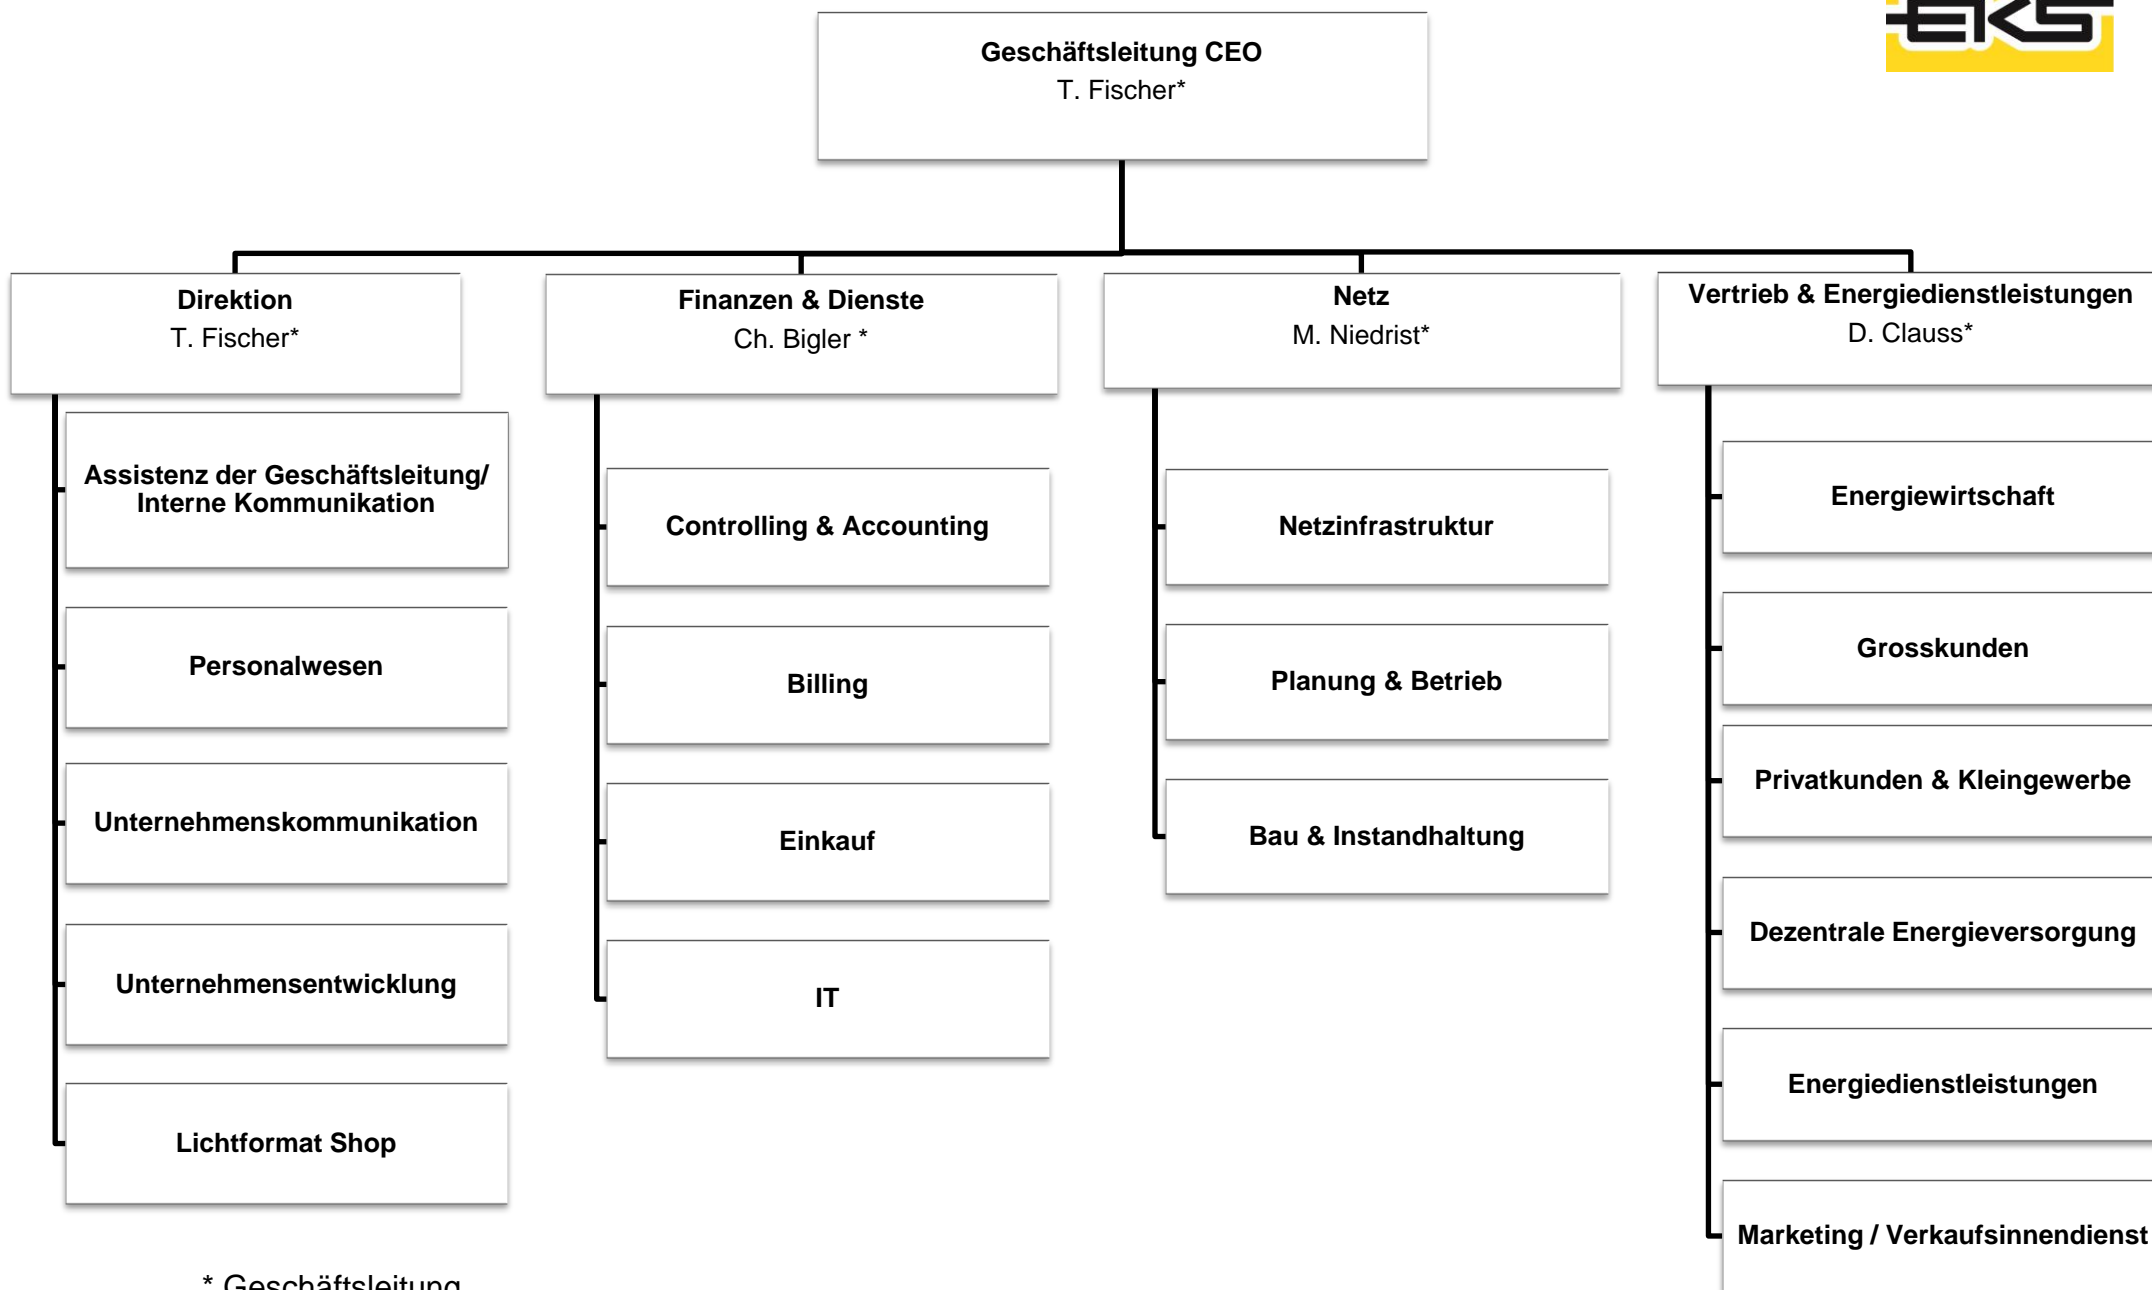 EKS
Geschäftsleitung CEO
T. Fischer*
Direktion
T. Fischer*
Assistenz der Geschäftsleitung/
Interne Kommunikation
Personalwesen
Unternehmenskommunikation
Unternehmensentwicklung
Lichtformat Shop
Finanzen & Dienste
Ch. Bigler *
Controlling & Accounting
Billing
Einkauf
IT
Netz
M. Niedrist*
Netzinfrastruktur
Planung & Betrieb
Bau & Instandhaltung
Vertrieb & Energiedienstleistungen
D. Clauss*
Energiewirtschaft
Grosskunden
Privatkunden & Kleingewerbe
Dezentrale Energieversorgung
Energiedienstleistungen
Marketing / Verkaufsinnendienst
* Geschäftsleitung